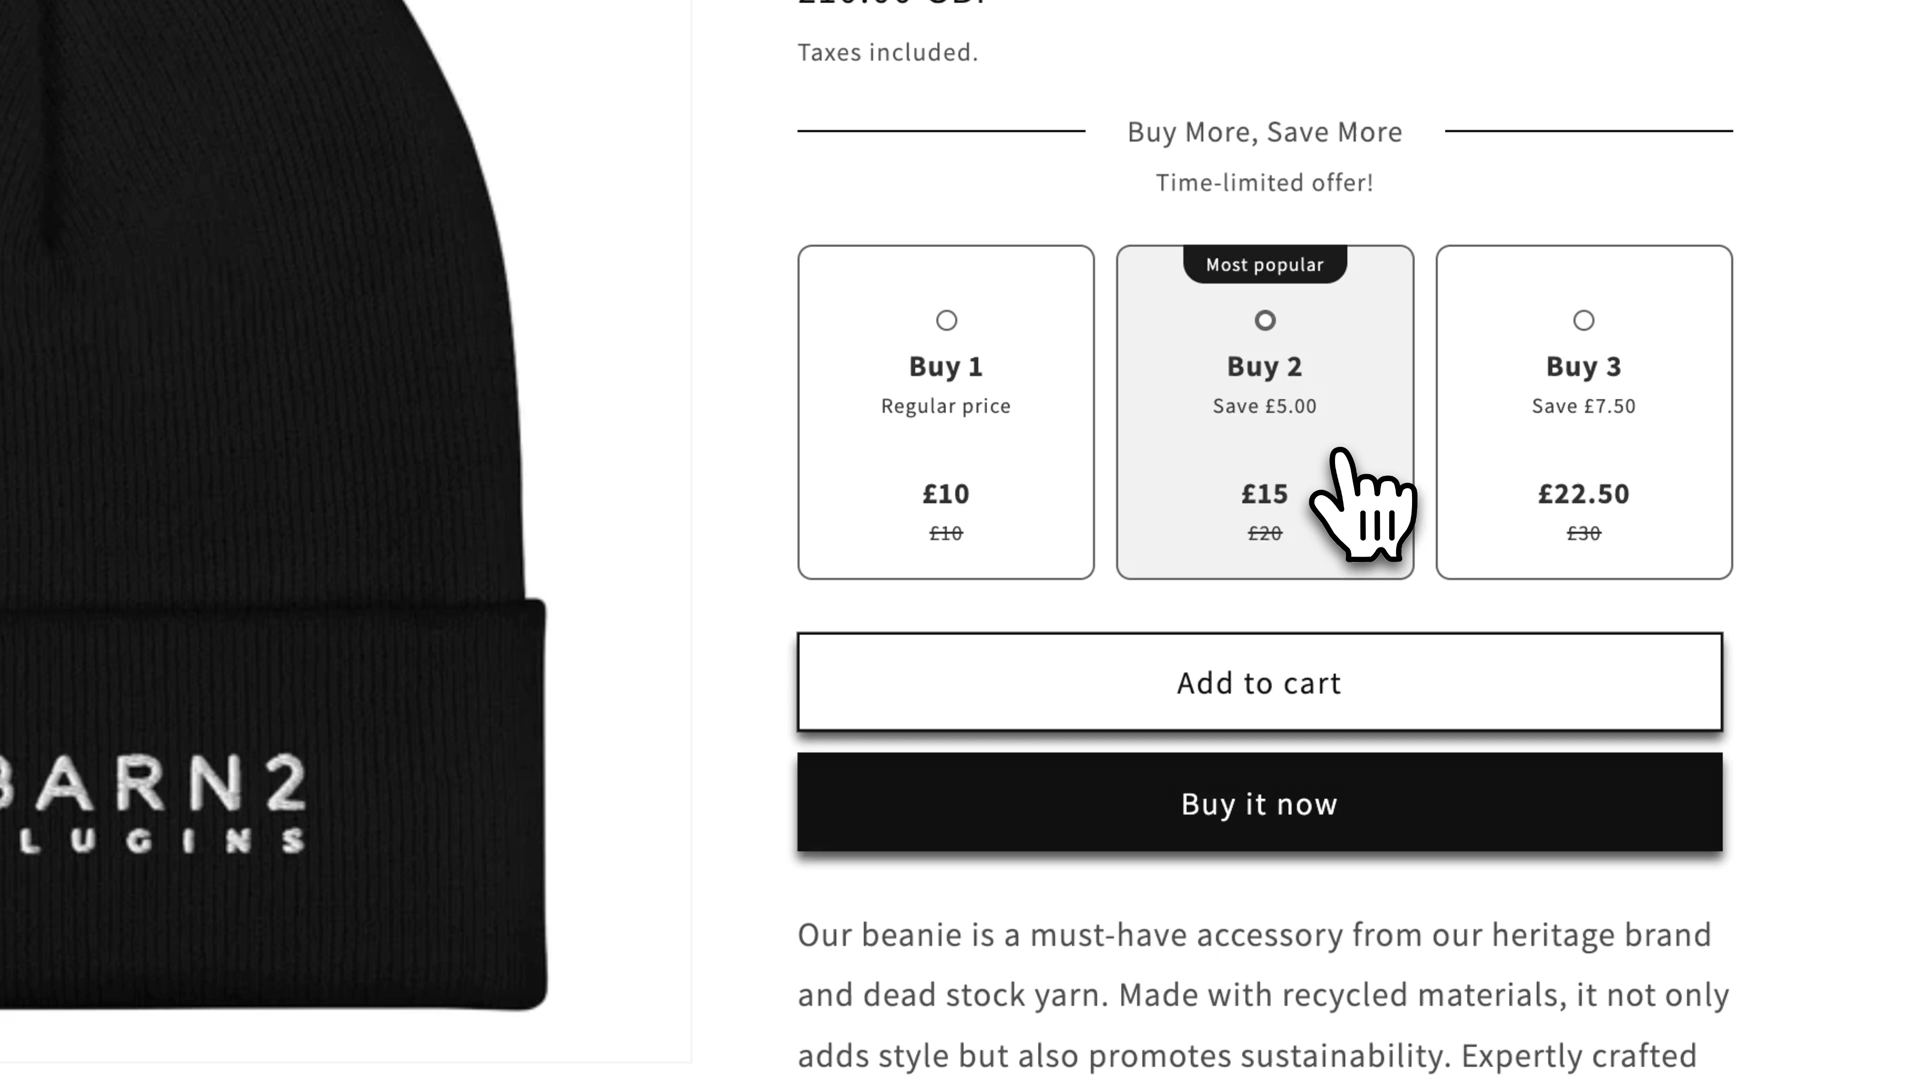 Taxes included.
Buy More, Save More
Time-limited offer!
Most popular
Buy 1
Regular price
£10
£10
Buy 2
Save £5.00
£15
£20
Buy 3
Save £7.50
£22.50
£30
Add to cart
Buy it now
BARN2
LUGINS
Our beanie is a must-have accessory from our heritage brand
and dead stock yarn. Made with recycled materials, it not only
adds style but also promotes sustainability. Expertly crafted